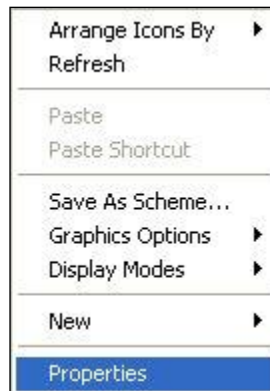 Arrange Icons By
Refresh
Paste
Paste Shortcut
Save As Scheme...
Graphics Options
Display Modes
New
Properties